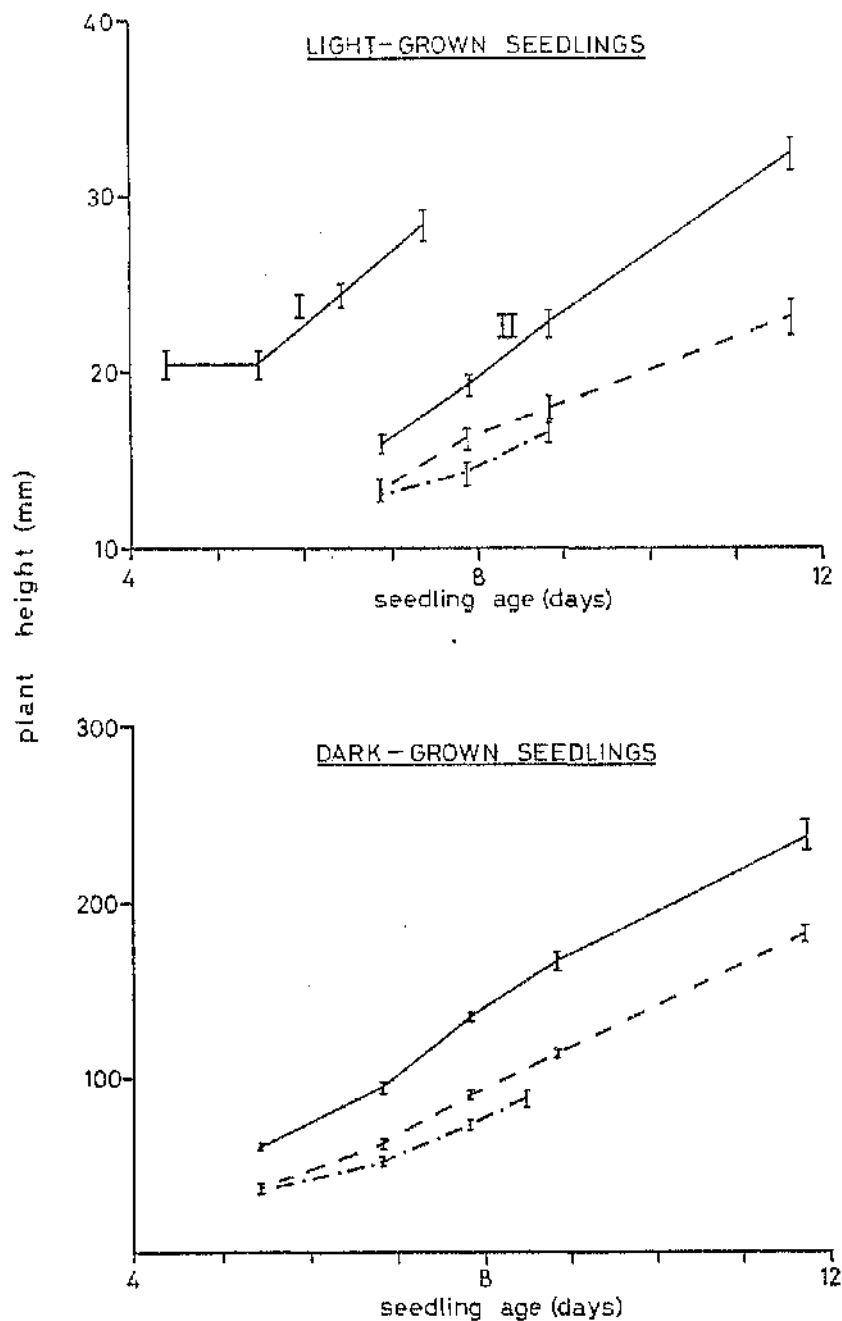 40
LIGHT-GROWN SEEDLINGS
30
I
II
20
10
4
8
12
seedling age (days)
plant height (mm)
300
DARK-GROWN SEEDLINGS
200
100
4
8
12
seedling age (days)